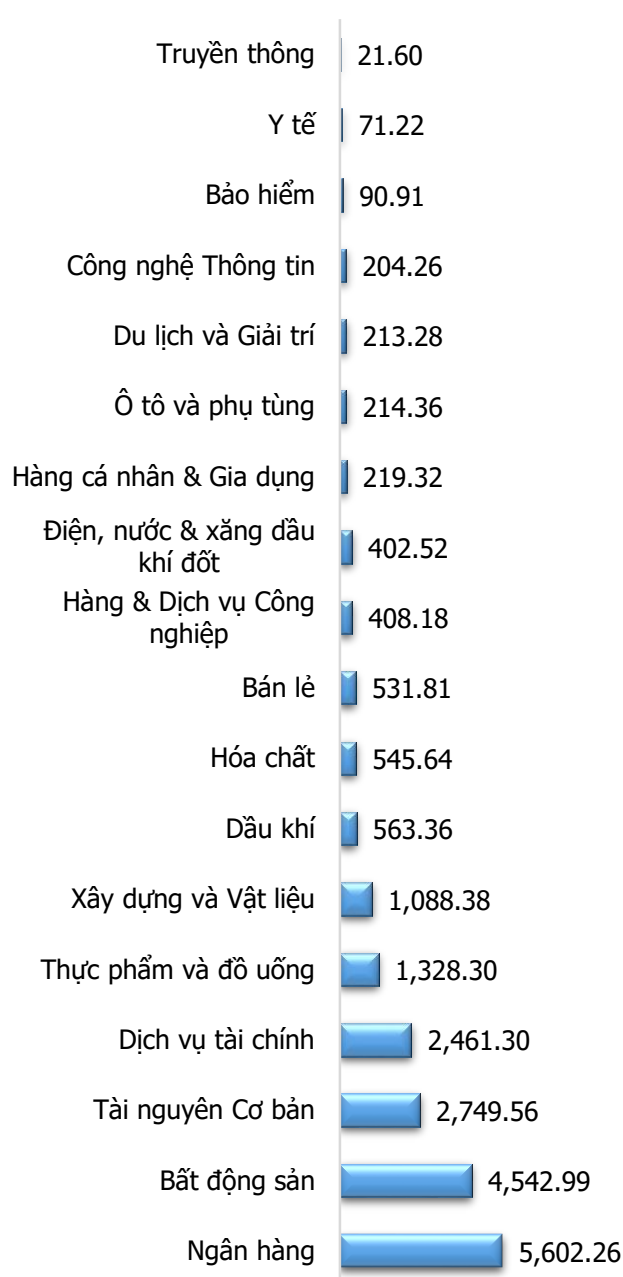 Truyền thông 21.60
Y tế 71.22
Bảo hiểm 90.91
Công nghệ Thông tin 204.26
Du lịch và Giải trí 213.28
Ô tô và phụ tùng 214.36
Hàng cá nhân & Gia dụng 219.32
Điện, nước & xăng dầu
khí đốt 402.52
Hàng & Dịch vụ Công
nghiệp 408.18
Bán lẻ 531.81
Hóa chất 545.64
Dầu khí 563.36
Xây dựng và Vật liệu 1,088.38
Thực phẩm và đồ uống 1,328.30
Dịch vụ tài chính 2,461.30
Tài nguyên Cơ bản 2,749.56
Bất động sản 4,542.99
Ngân hàng 5,602.26